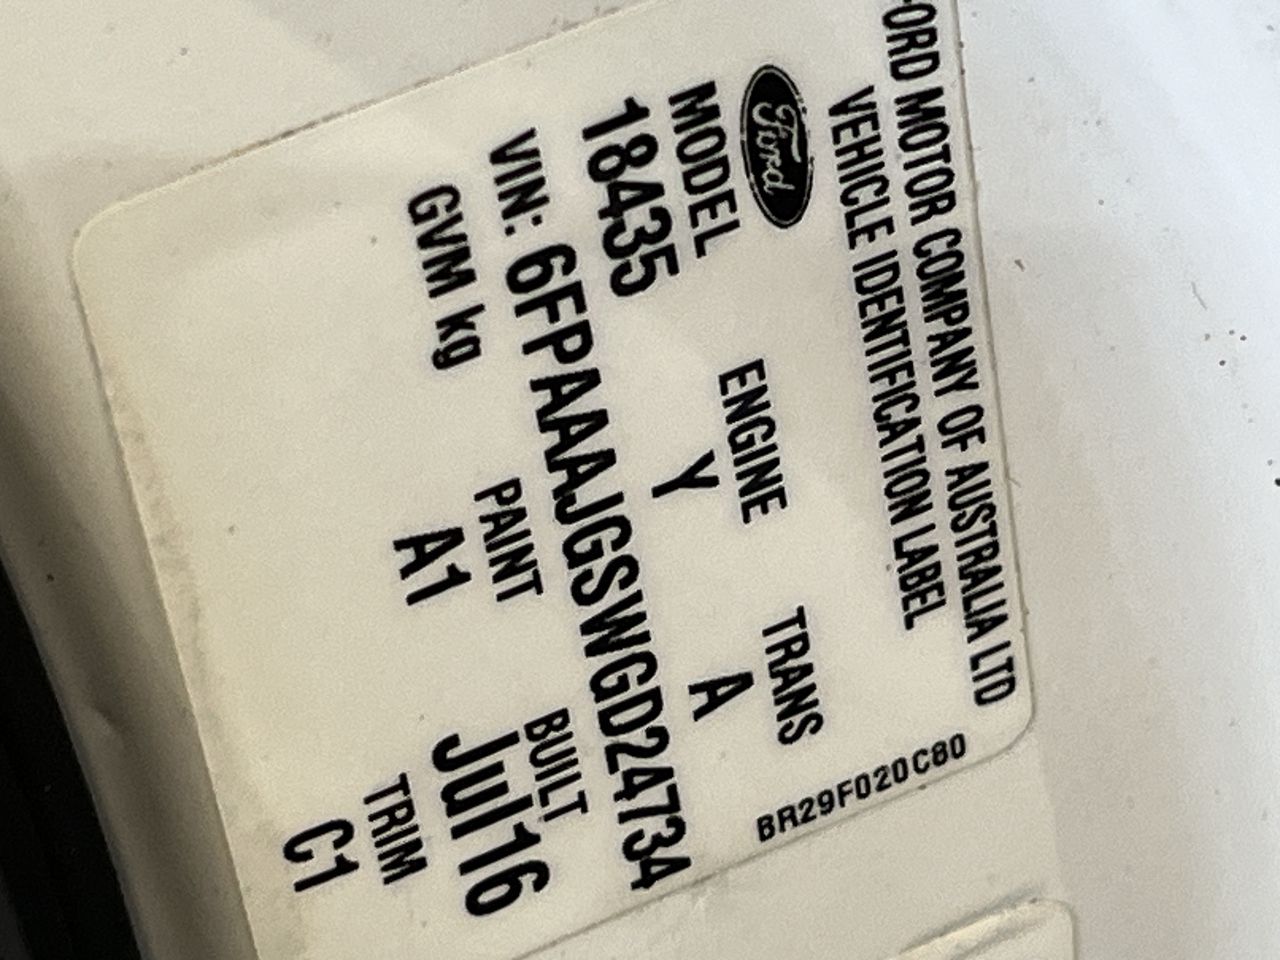 FORD MOTOR COMPANY OF AUSTRALIA LTD
VEHICLE IDENTIFICATION LABEL
Ford
MODEL ENGINE TRANS
18435 Y A
VIN: 6FPAAAJGSWGD24734
GVM kg PAINT BUILT
A1 Jul16
TRIM
C1
BR29F020C80